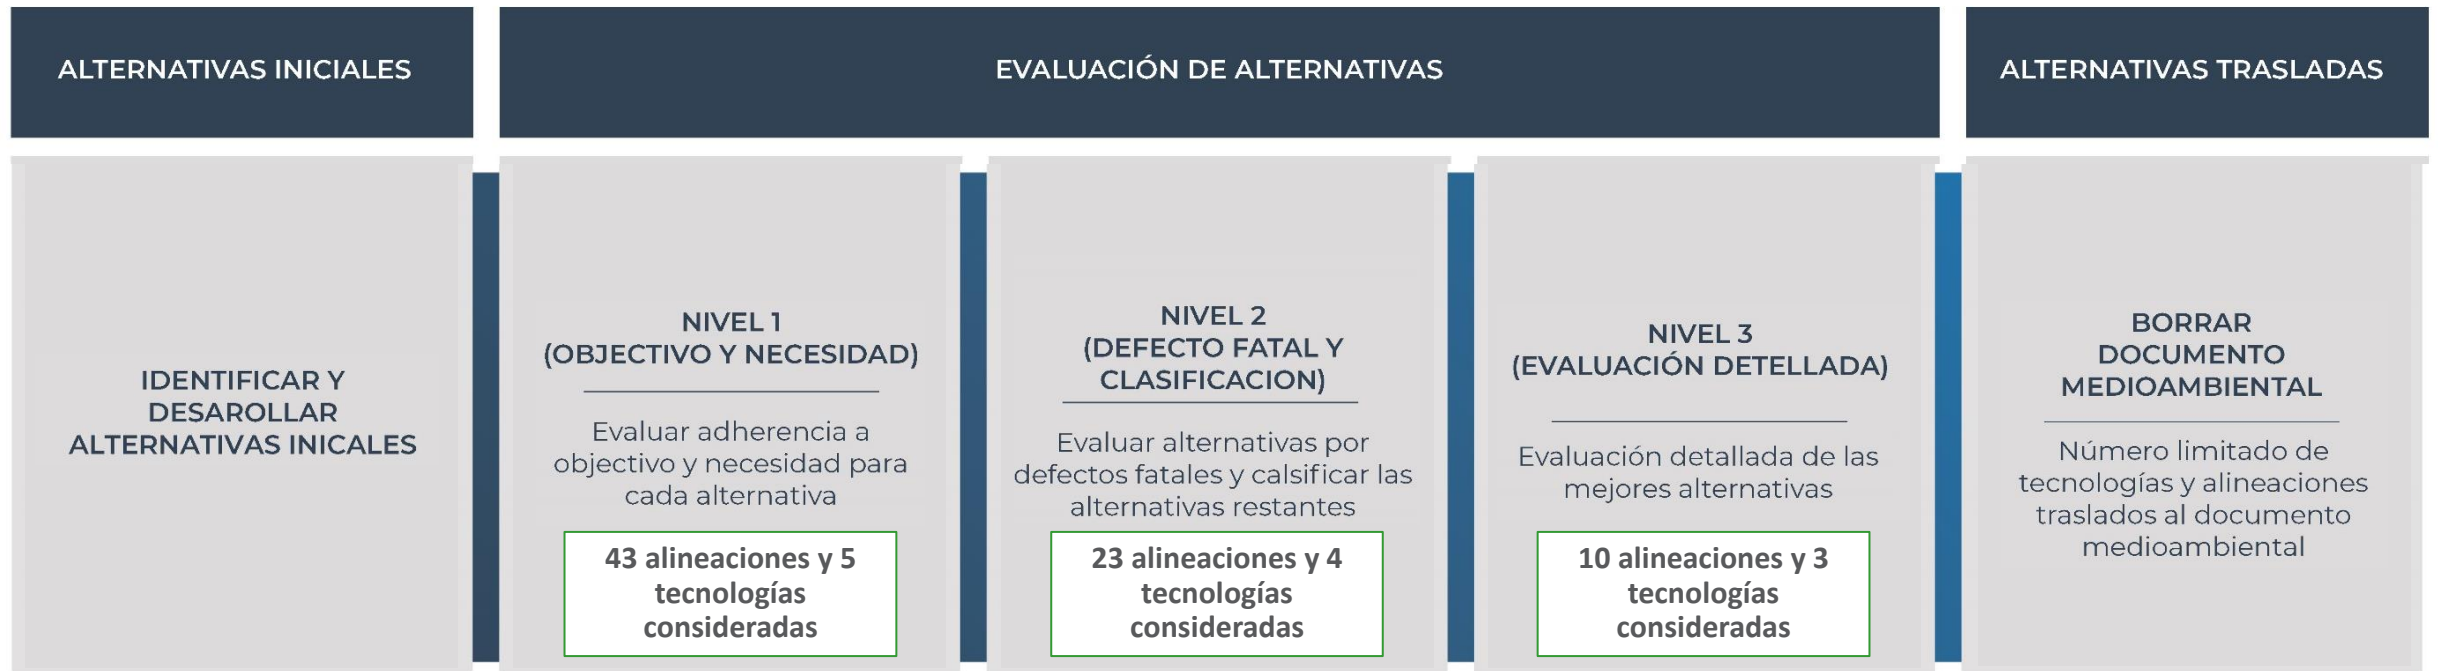 ALTERNATIVAS INICIALES
EVALUACIÓN DE ALTERNATIVAS
ALTERNATIVAS TRASLADAS
IDENTIFICAR Y
DESAROLLAR
ALTERNATIVAS INICALES
NIVEL 1
(OBJECTIVO Y NECESIDAD)
Evaluar adherencia a
objectivo y necesidad para
cada alternativa
43 alineaciones y 5
tecnologías
consideradas
NIVEL 2
(DEFECTO FATAL Y
CLASIFICACION)
Evaluar alternativas por
defectos fatales y calsificar las
alternativas restantes
23 alineaciones y 4
tecnologías
consideradas
NIVEL 3
(EVALUACIÓN DETELLADA)
Evaluación detallada de las
mejores alternativas
10 alineaciones y 3
tecnologías
consideradas
BORRAR
DOCUMENTO
MEDIOAMBIENTAL
Número limitado de
tecnologías y alineaciones
traslados al documento
medioambiental